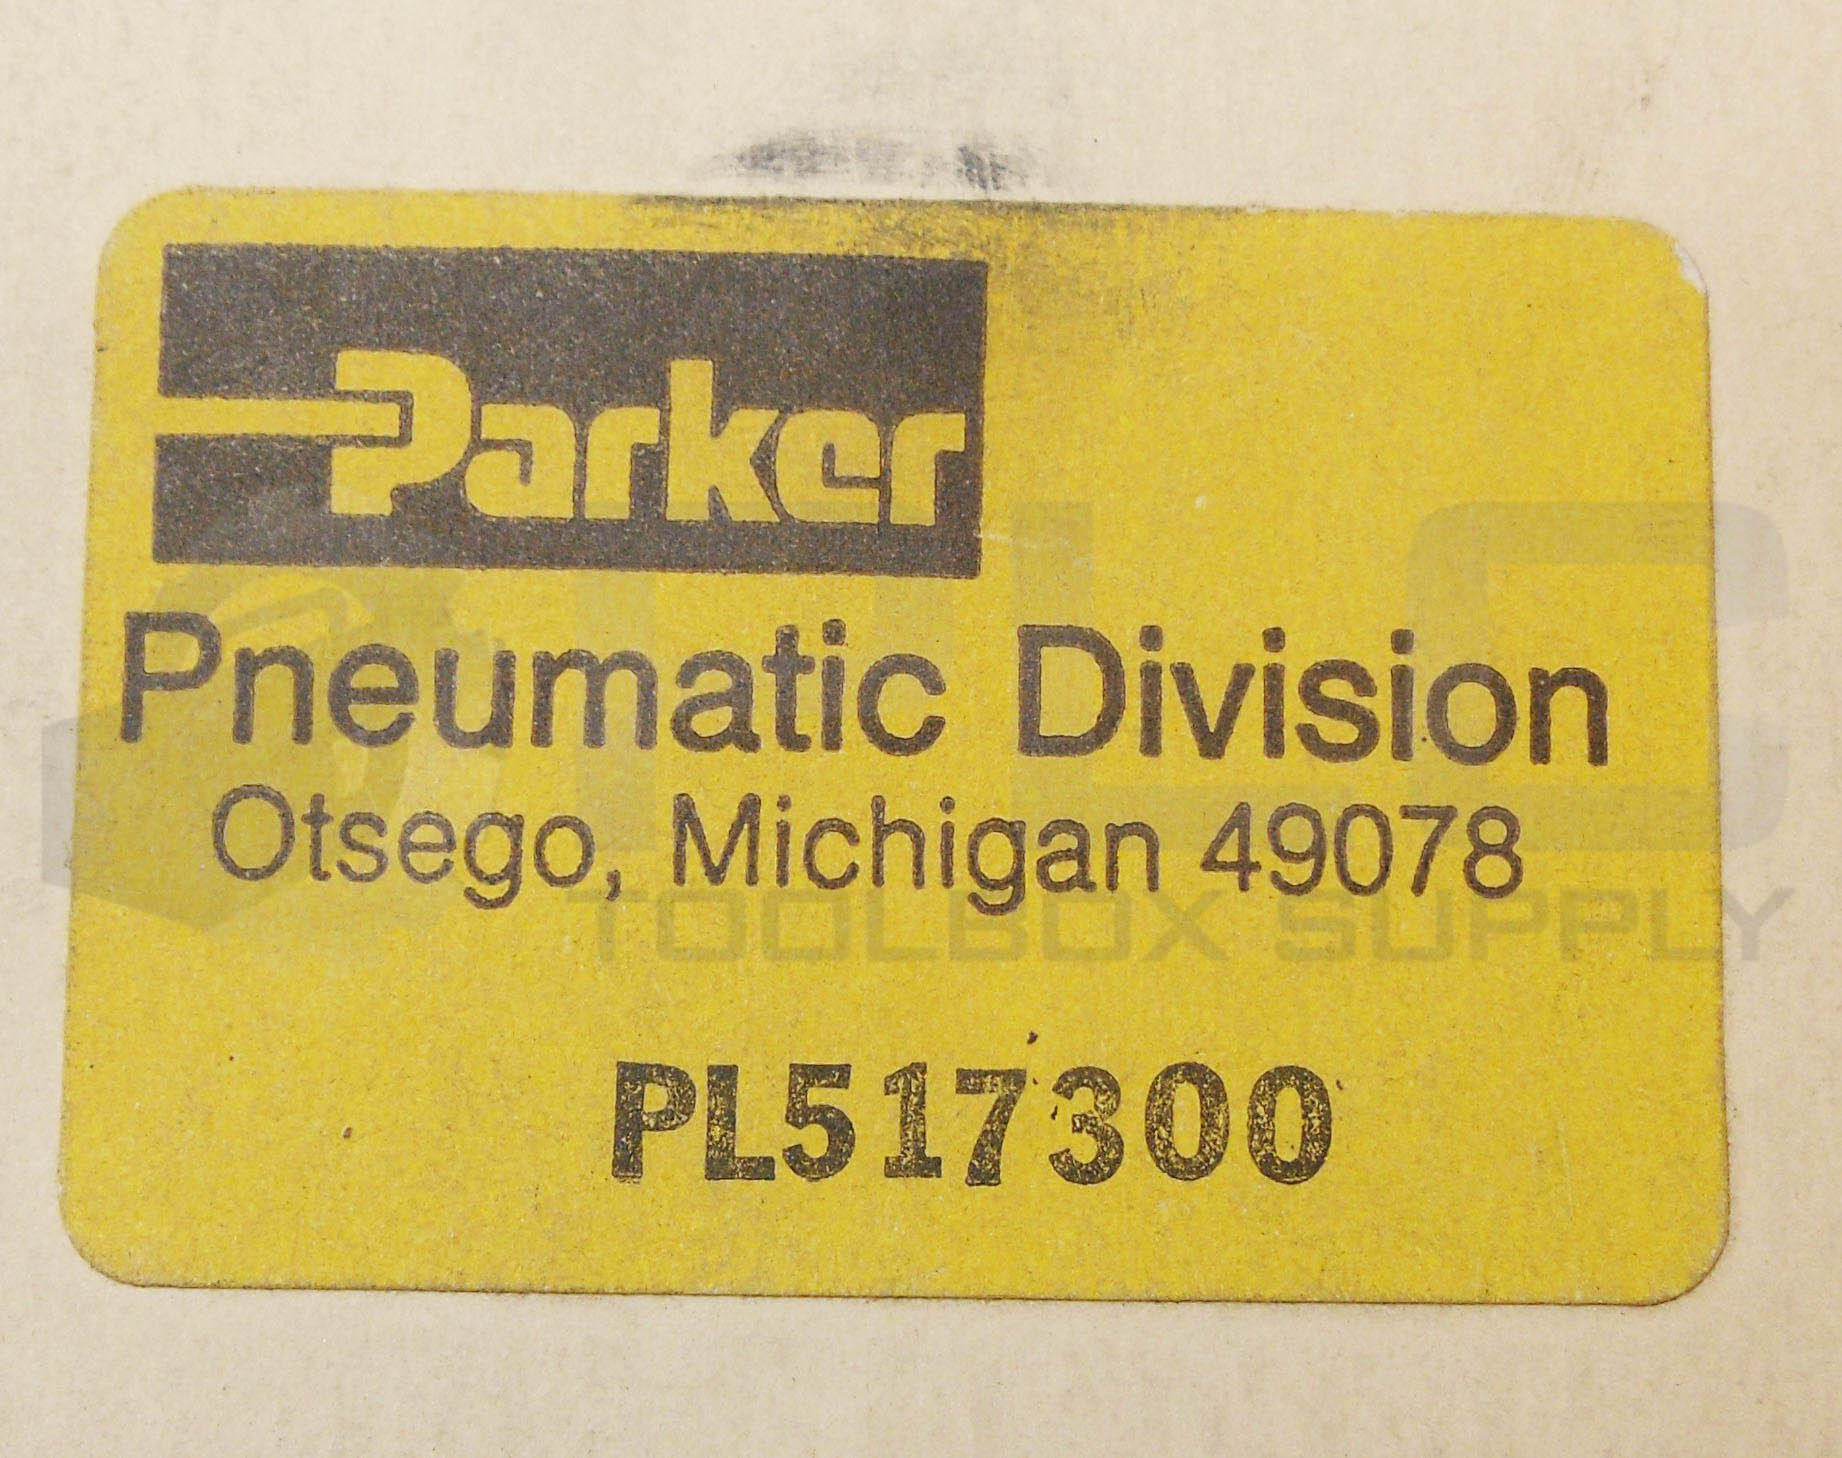 Parker
Pneumatic Division
Otsego, Michigan 49078
TOOLBOX SUPPLY
PL517300